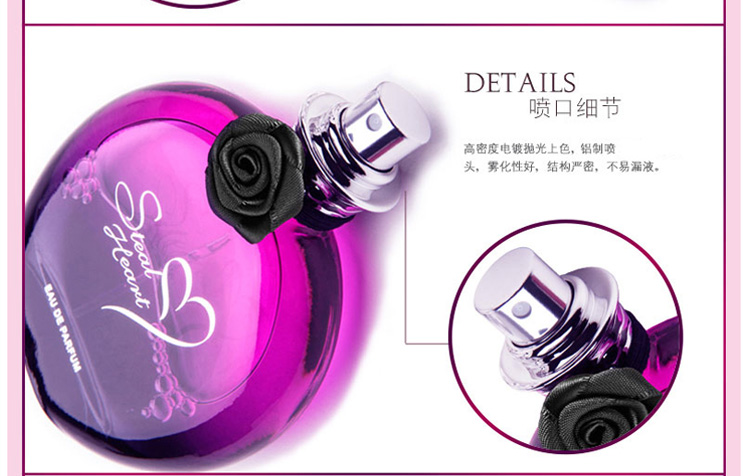 DETAILS
喷口细节
高密度电镀抛光上色，铝制喷
头，雾化性好，结构严密，不易漏液。
Steal
Heart
EAU DE PARFUM